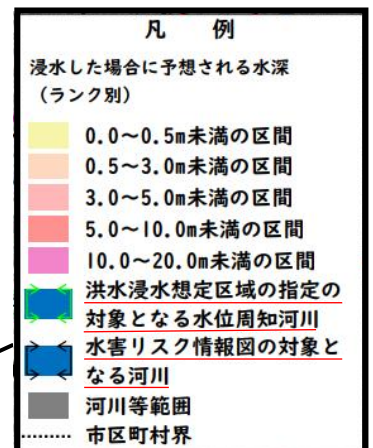 凡 例
浸水した場合に予想される水深
（ランク別）
0.0～0.5m未満の区間
0.5～3.0m未満の区間
3.0～5.0m未満の区間
5.0～10.0m未満の区間
10.0～20.0m未満の区間
洪水浸水想定区域の指定の
対象となる水位周知河川
水害リスク情報図の対象と
なる河川
河川等範囲
市区町村界